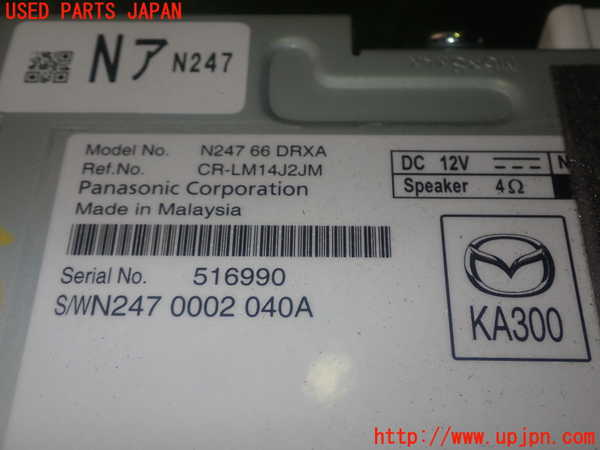 USED PARTS JAPAN
Nア N247
Model No. N247 66 DRXA
Ref.No. CR-LM14J2JM
Panasonic Corporation
Made in Malaysia
DC 12V
Speaker 4Ω
Serial No. 516990
S/WN247 0002 040A
KA300
http://www.upjpn.com/